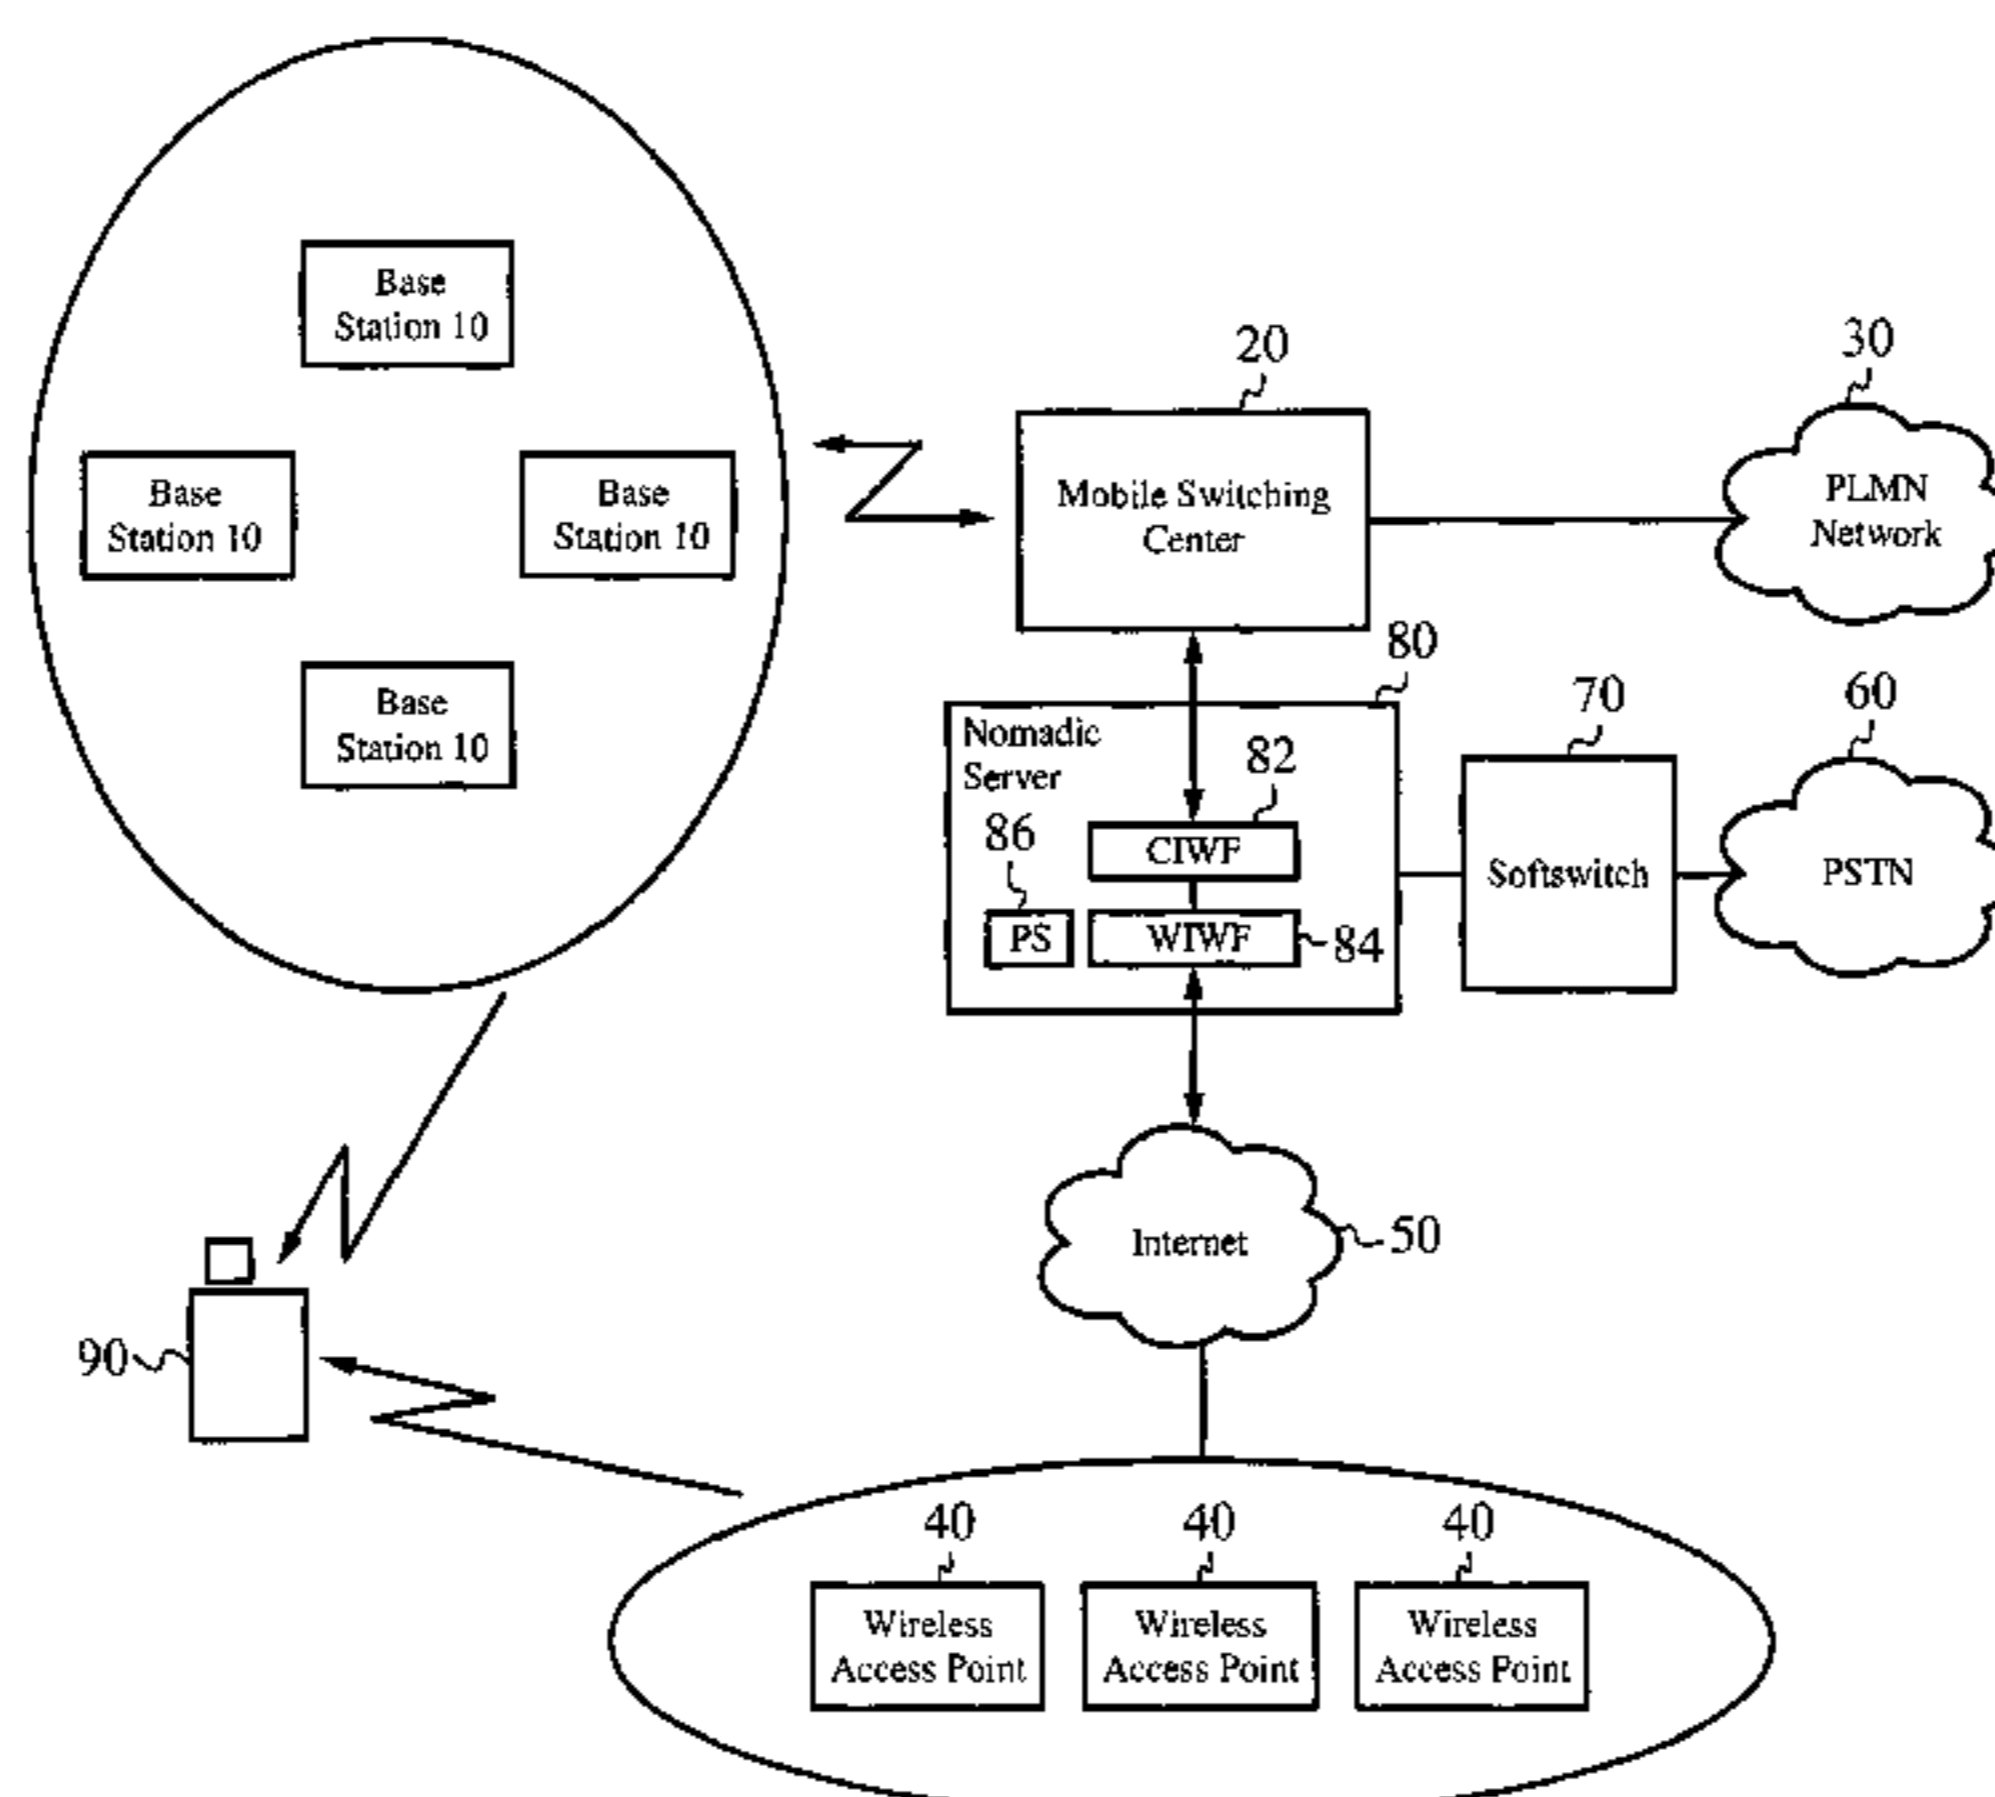 Base
Station 10
Base
Station 10
Base
Station 10
Base
Station 10
20
Mobile Switching
Center
30
PLMN
Network
80
Nomadic
Server
82
CIWF
86
PS
WIWF
84
70
Softswitch
60
PSTN
Internet
50
90
40
Wireless
Access Point
40
Wireless
Access Point
40
Wireless
Access Point